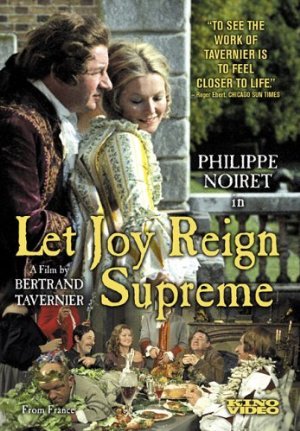 "TO SEE THE
WORK OF
TAVERNIER IS
TO FEEL
CLOSER TO LIFE."
– Roger Ebert, CHICAGO SUN TIMES
PHILIPPE
NOIRET
in
Let Joy Reign
Supreme
A Film by
BERTRAND
TAVERNIER
From France
KINO
VIDEO